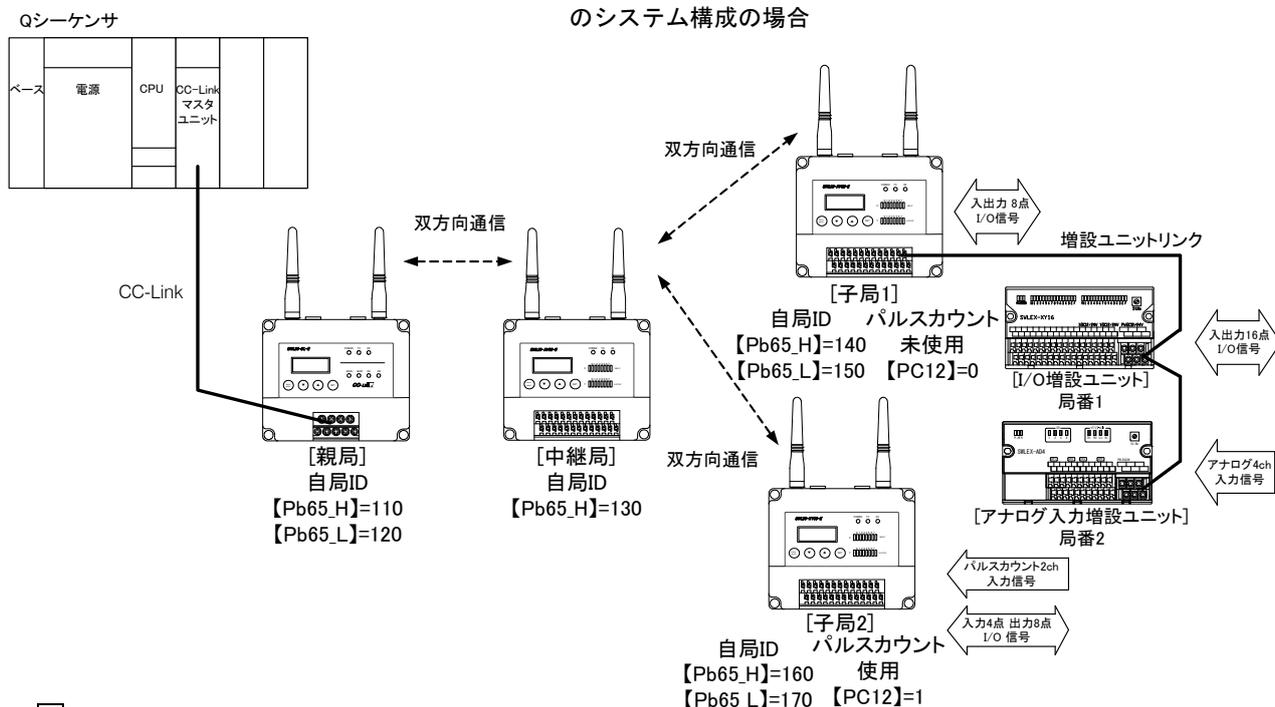 Qシーケンサ
のシステム構成の場合
ベース
電源
CPU
CC-Link
マスタ
ユニット
CC-Link
双方向通信
双方向通信
双方向通信
入出力 8点
I/O信号
増設ユニットリンク
[親局]
自局ID
【Pb65_H】=110
【Pb65_L】=120
[中継局]
自局ID
【Pb65_H】=130
[子局1]
自局ID パルスカウント
【Pb65_H】=140 未使用
【Pb65_L】=150 【PC12】=0
SWLEX-XY16
[I/O増設ユニット]
局番1
入出力16点
I/O信号
SWLEX-AD4
[アナログ入力増設ユニット]
局番2
アナログ4ch
入力信号
パルスカウント2ch
入力信号
入力4点 出力8点
I/O 信号
[子局2]
自局ID パルスカウント
【Pb65_H】=160 使用
【Pb65_L】=170 【PC12】=1